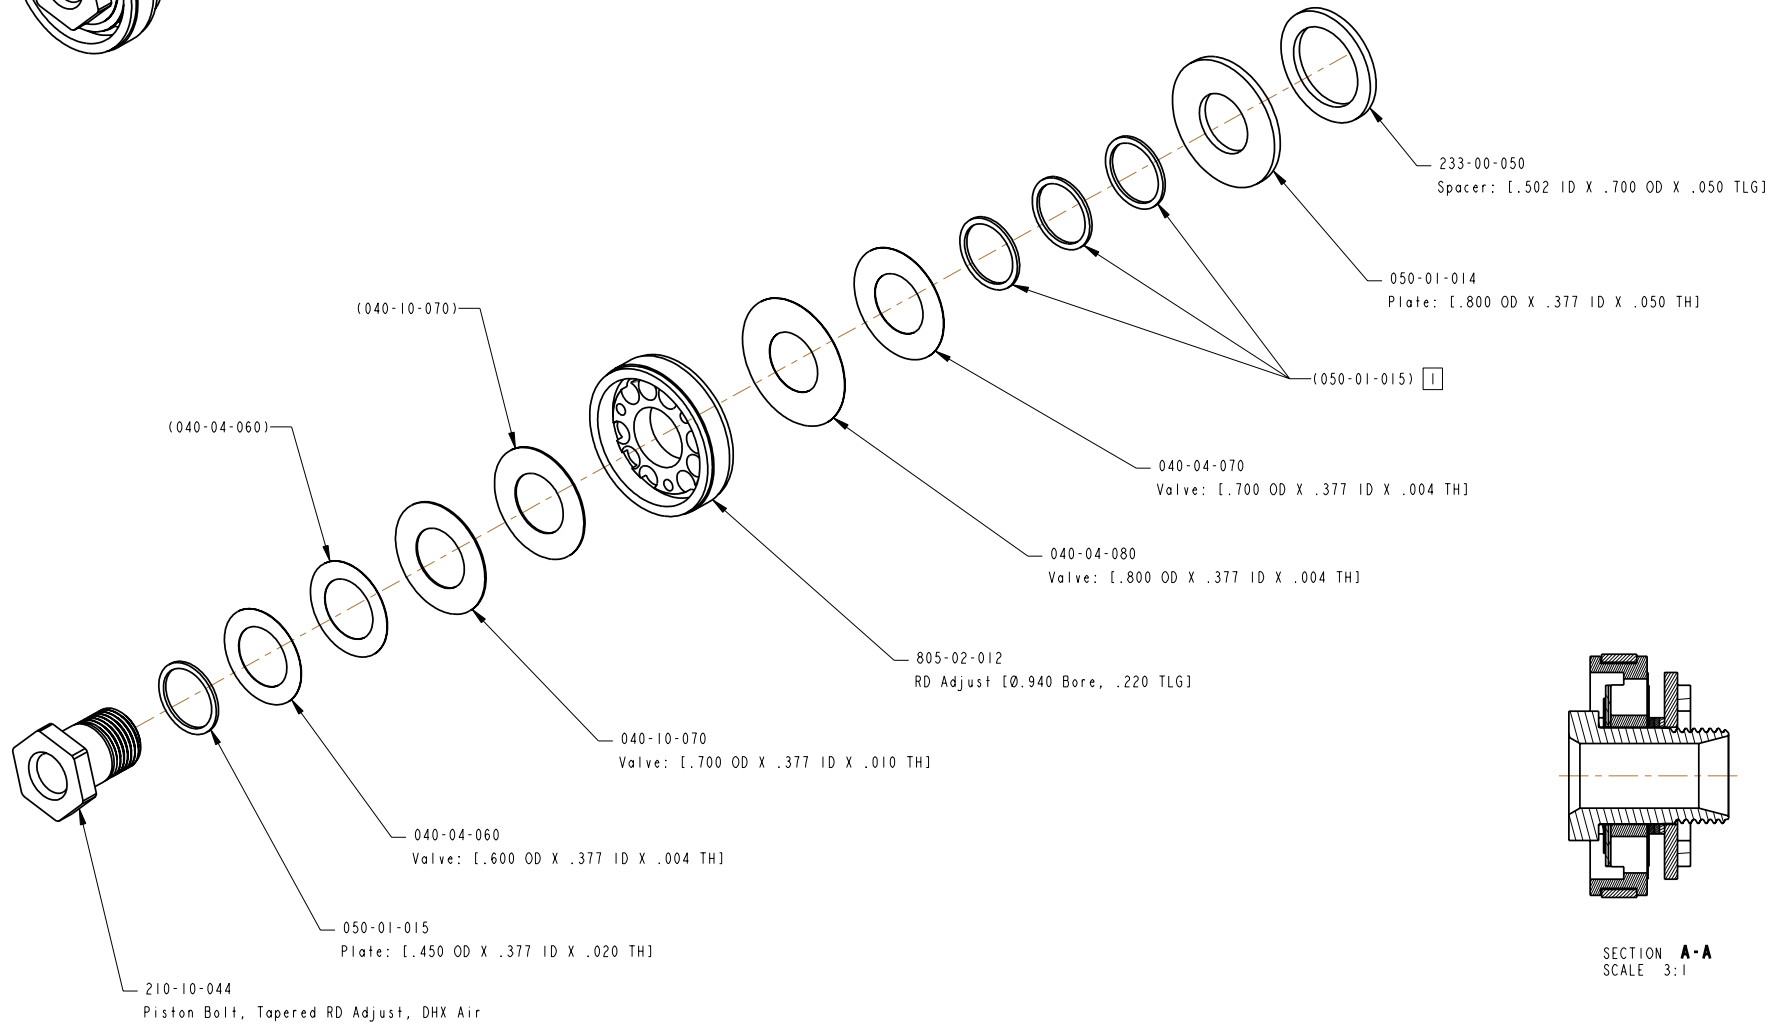 233-00-050
Spacer: [.502 ID X .700 OD X .050 TLG]
050-01-014
Plate: [.800 OD X .377 ID X .050 TH]
(040-10-070)
(050-01-015) 1
(040-04-060)
040-04-070
Valve: [.700 OD X .377 ID X .004 TH]
040-04-080
Valve: [.800 OD X .377 ID X .004 TH]
805-02-012
RD Adjust [Ø.940 Bore, .220 TLG]
040-10-070
Valve: [.700 OD X .377 ID X .010 TH]
040-04-060
Valve: [.600 OD X .377 ID X .004 TH]
050-01-015
Plate: [.450 OD X .377 ID X .020 TH]
210-10-044
Piston Bolt, Tapered RD Adjust, DHX Air
SECTION A-A
SCALE 3:1